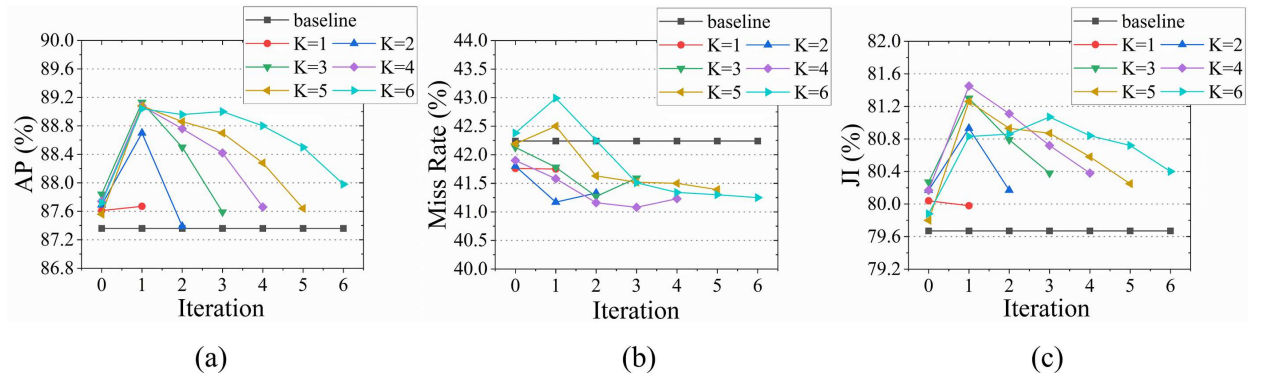 baseline
K=1 K=2
K=3 K=4
K=5 K=6
90.0
89.6
89.2
88.8
88.4
88.0
87.6
87.2
86.8
AP (%)
0 1 2 3 4 5 6
Iteration
(a)
baseline
K=1 K=2
K=3 K=4
K=5 K=6
44.0
43.5
43.0
42.5
42.0
41.5
41.0
40.5
40.0
Miss Rate (%)
0 1 2 3 4 5 6
Iteration
(b)
baseline
K=1 K=2
K=3 K=4
K=5 K=6
82.0
81.6
81.2
80.8
80.4
80.0
79.6
79.2
JI (%)
0 1 2 3 4 5 6
Iteration
(c)